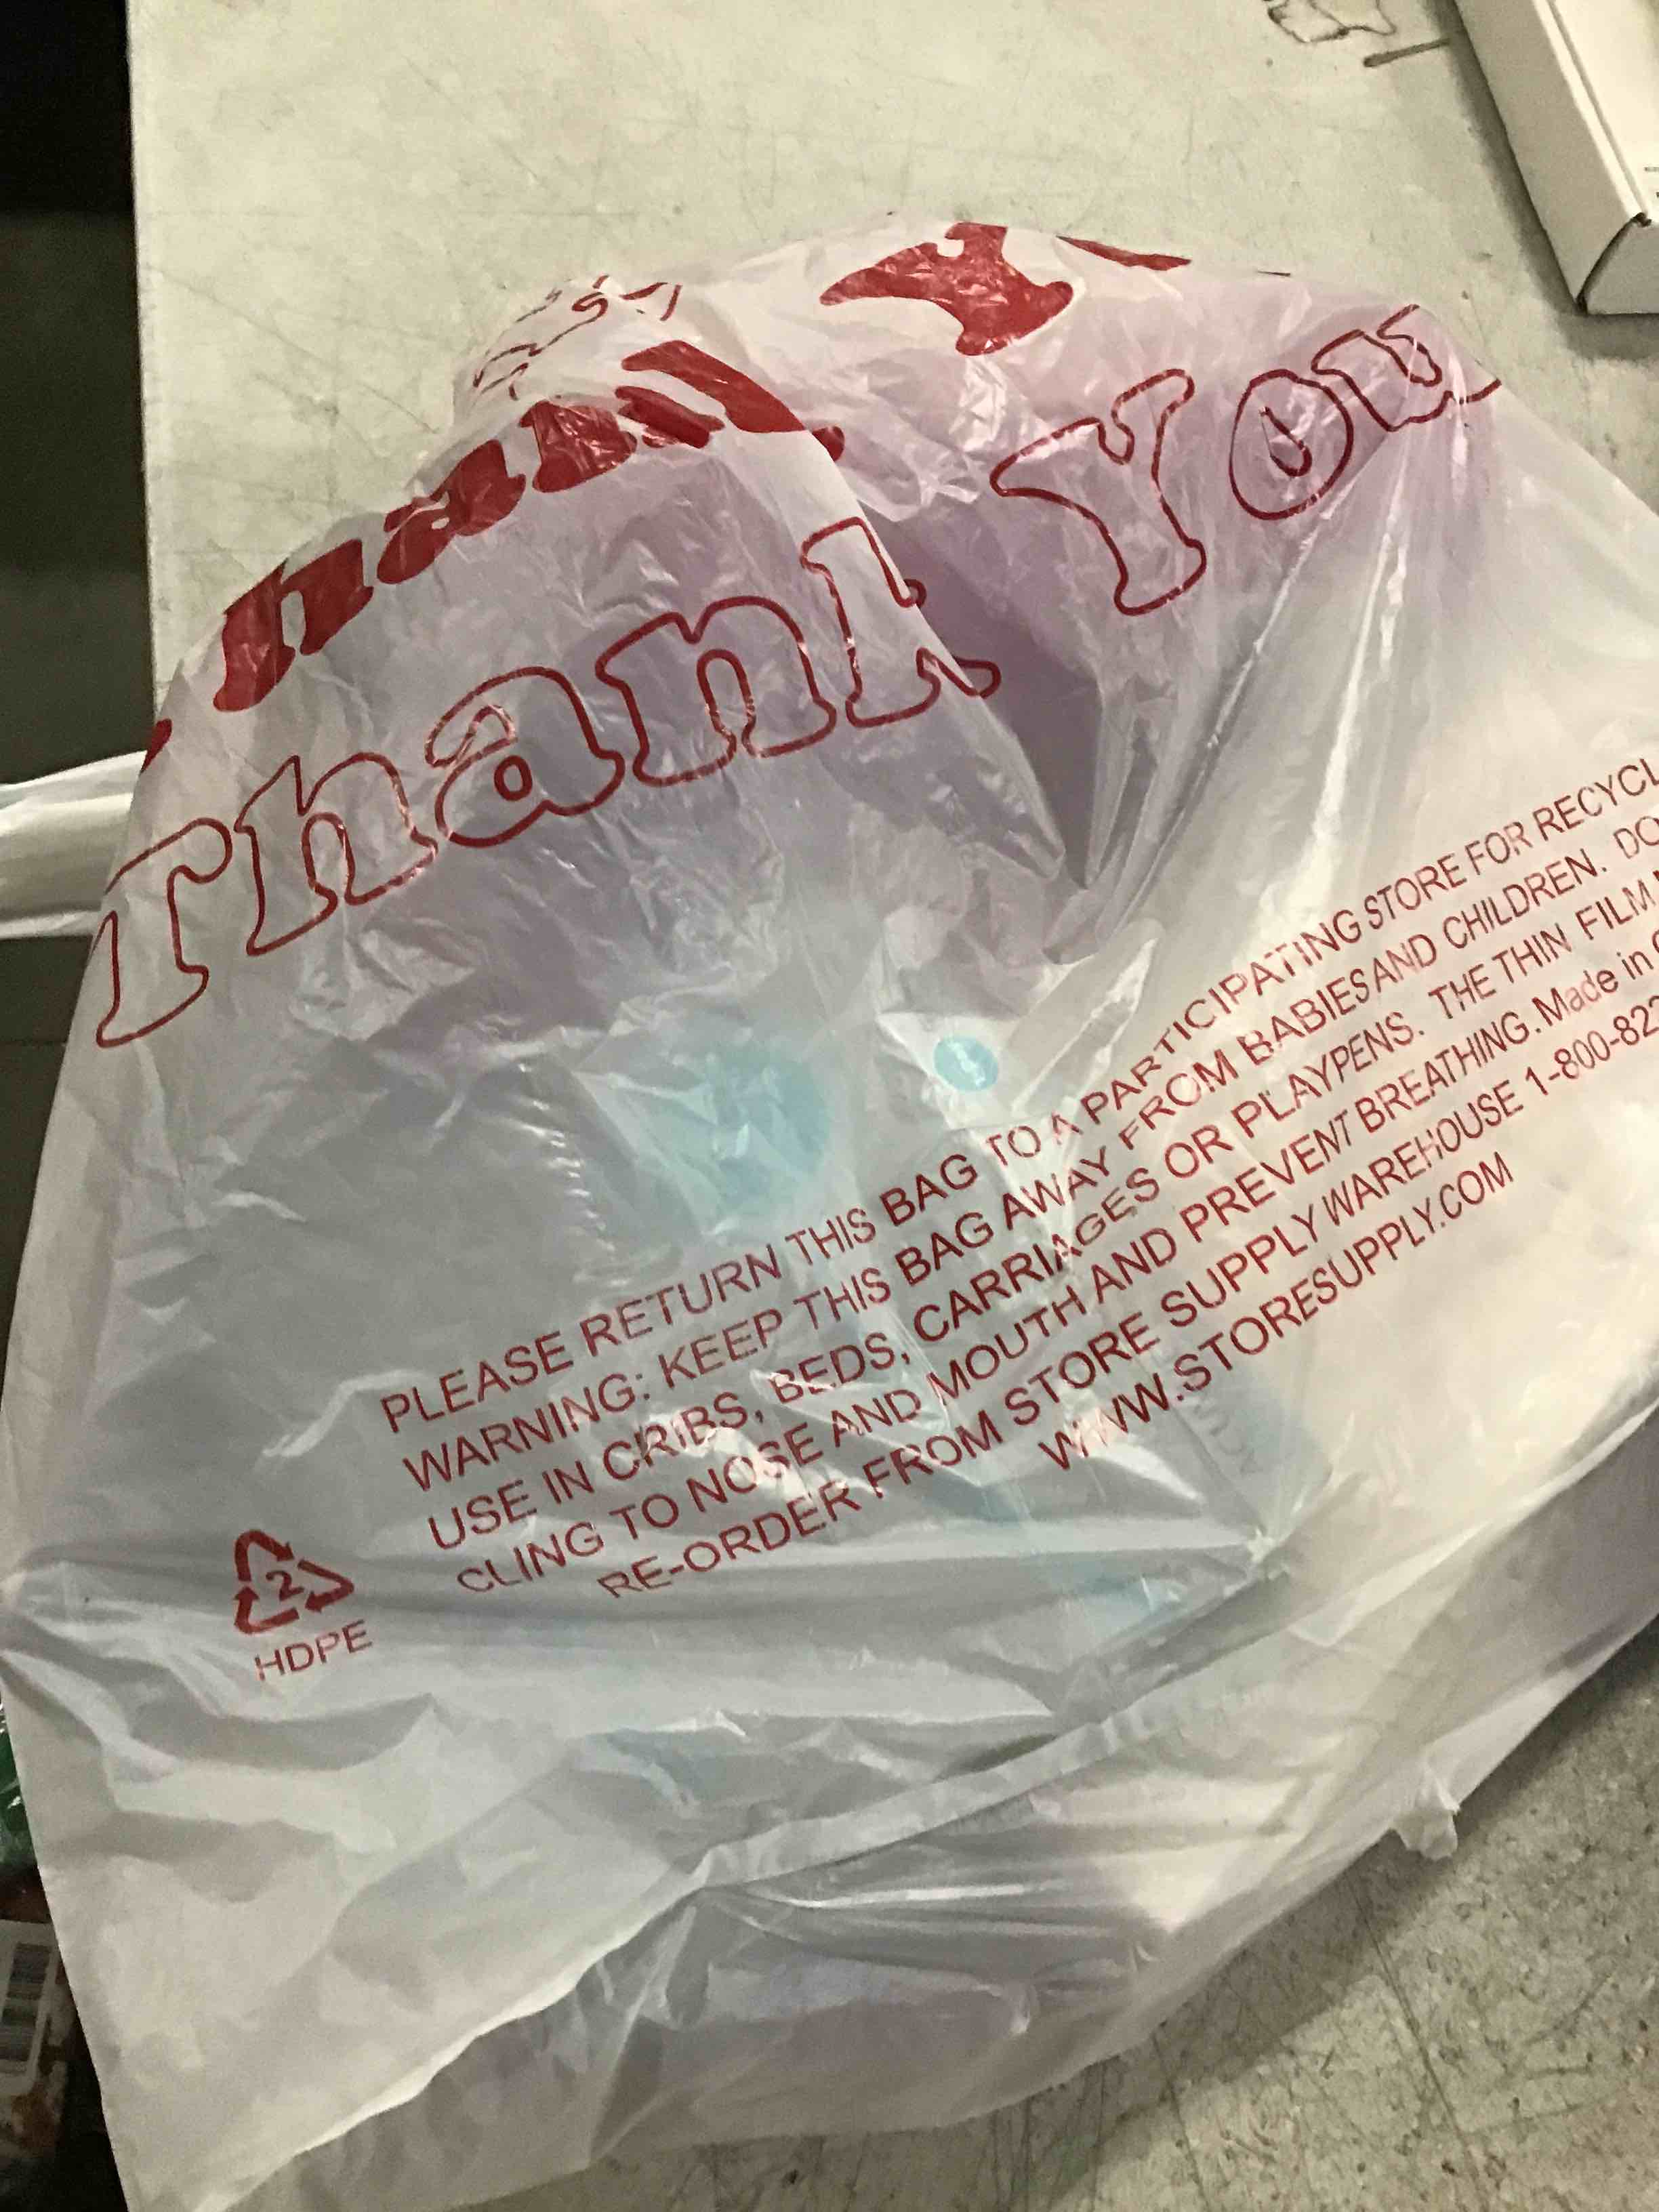 Thank You
PLEASE RETURN THIS BAG TO A PARTICIPATING STORE FOR RECYCL
WARNING: KEEP THIS BAG AWAY FROM BABIES AND CHILDREN. DO
USE IN CRIBS, BEDS, CARRIAGES OR PLAYPENS. THE THIN FILM
CLING TO NOSE AND MOUTH AND PREVENT BREATHING. Made in
RE-ORDER FROM STORE SUPPLY WAREHOUSE 1-800-82
WWW.STORESUPPLY.COM
2
HDPE